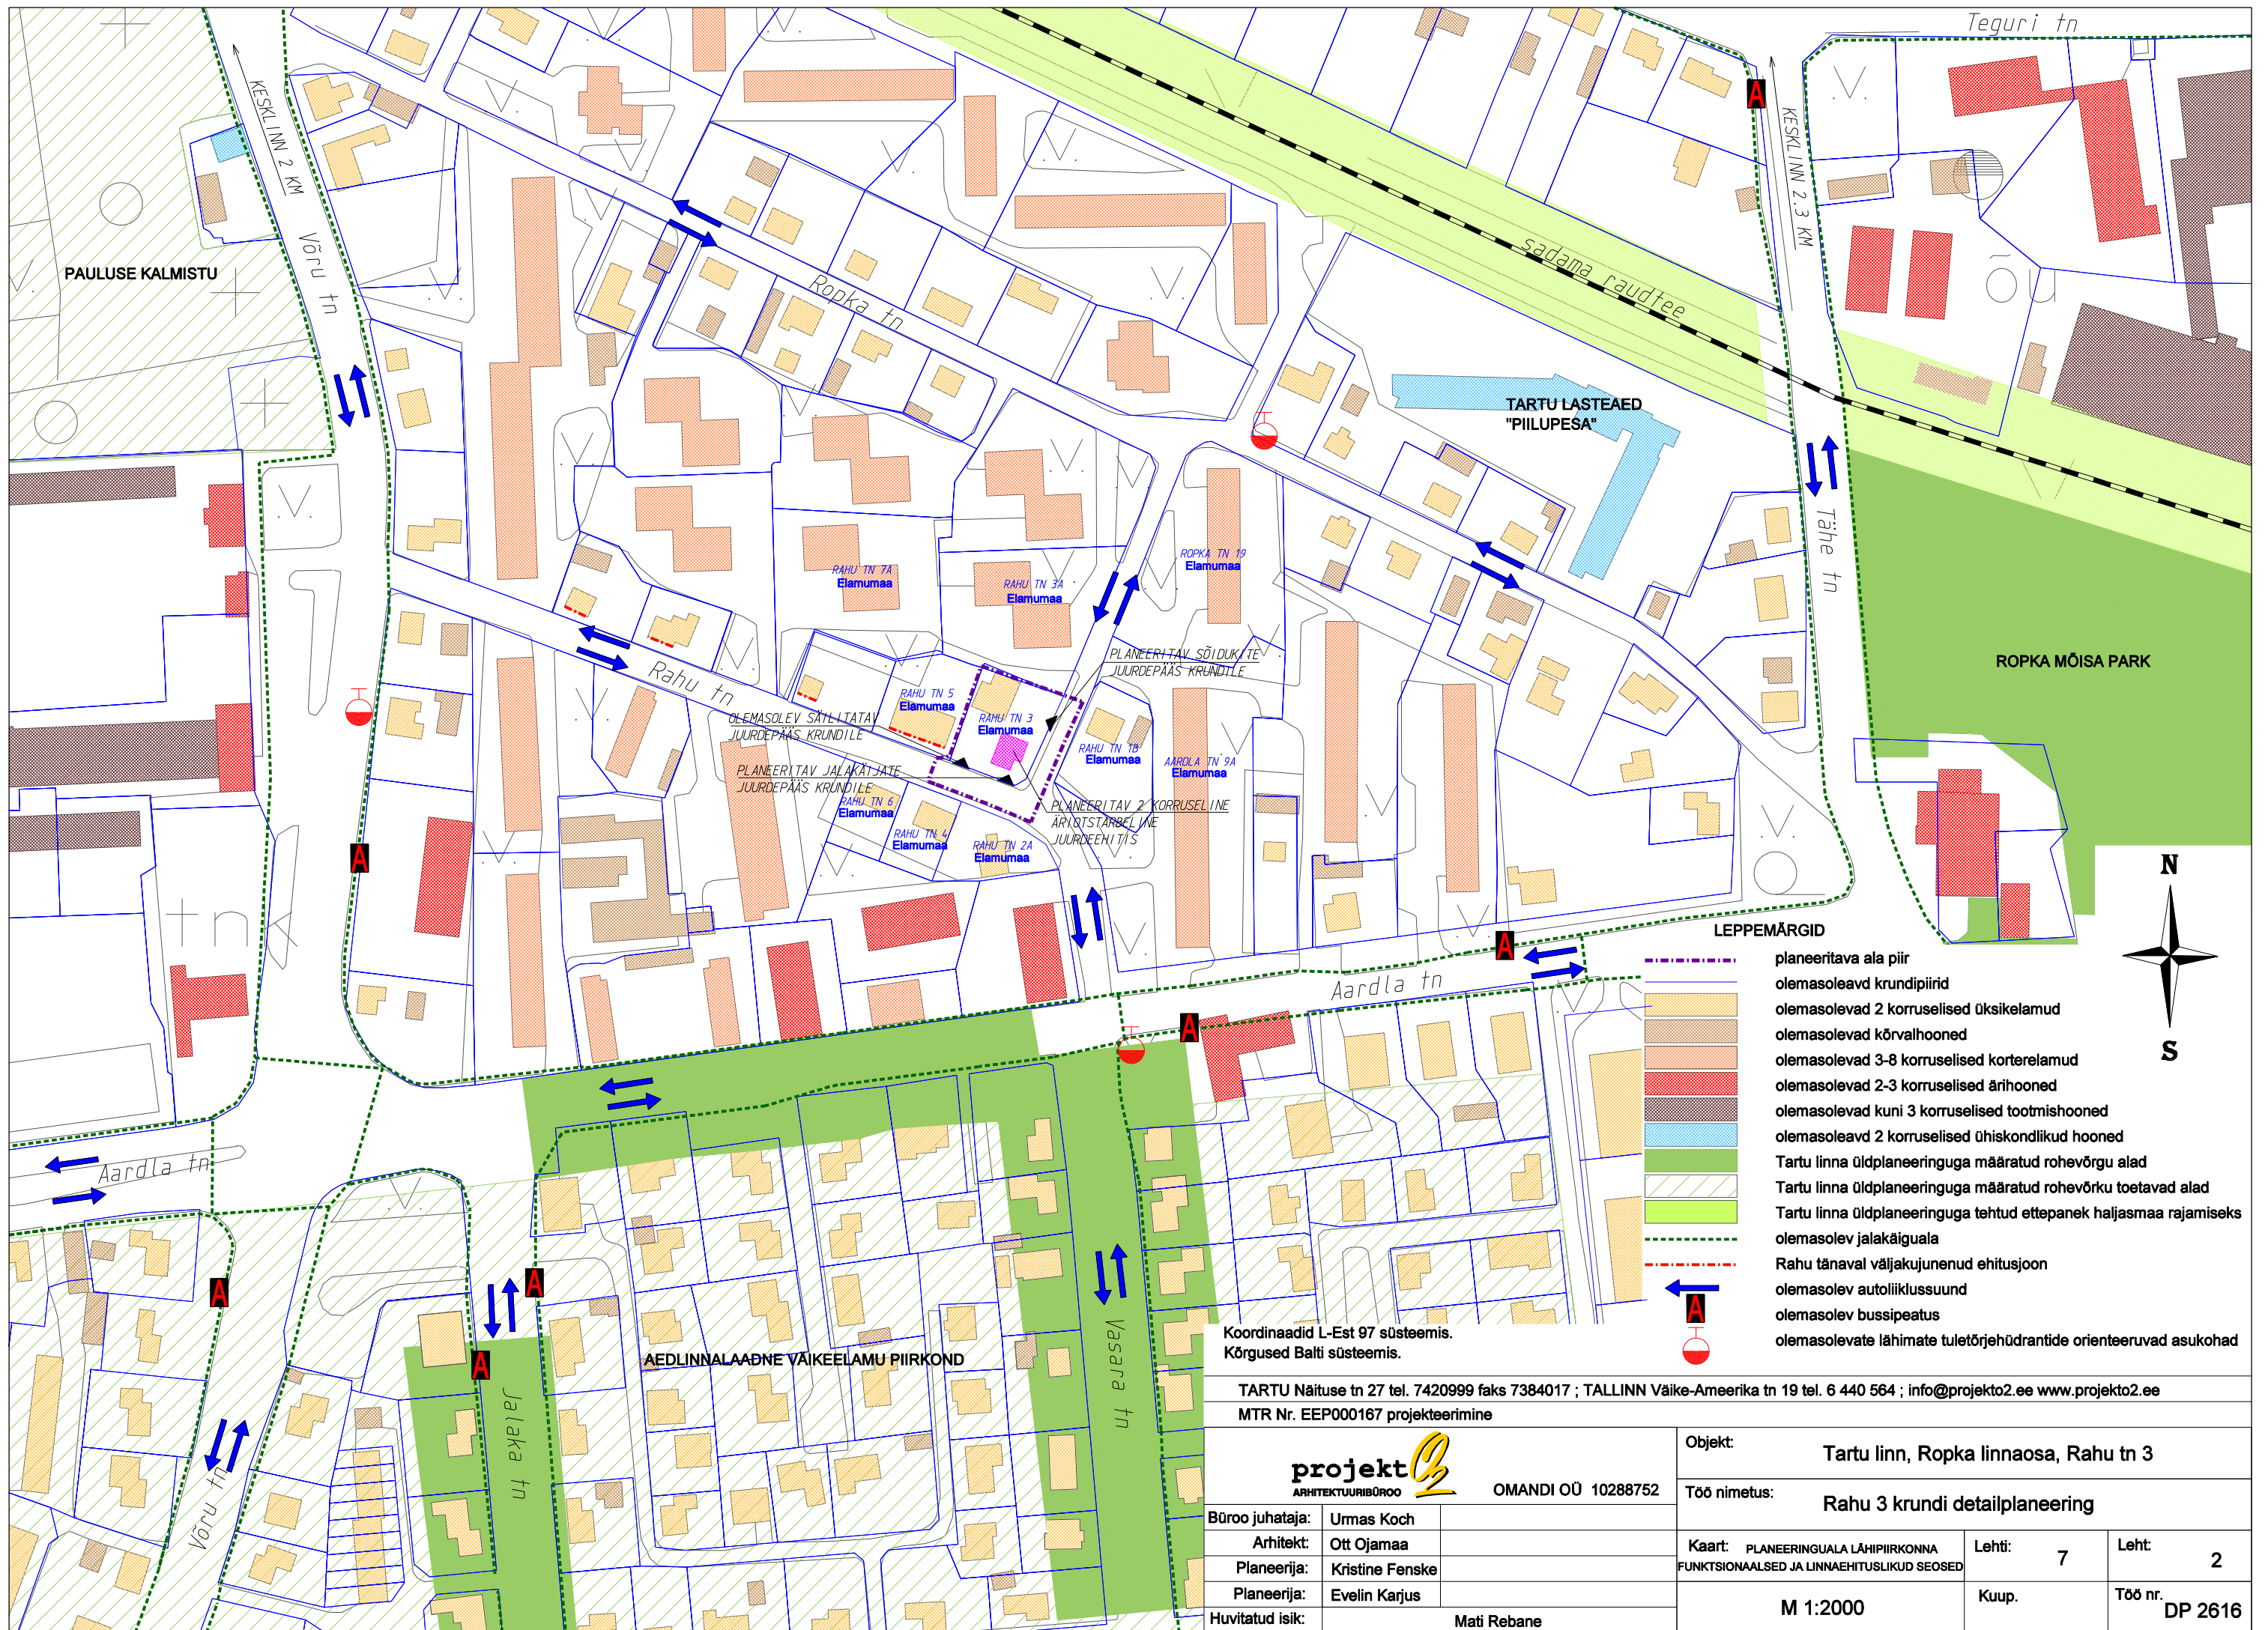 Teguri tn
KESKLINN 2 KM
KESKLINN 2.3 KM
Võru tn
PAULUSE KALMISTU
Ropka tn
sadama raudtee
õu
TARTU LASTEAED
"PIILUPESA"
Tähe tn
ROPKA MÕISA PARK
ROPKA TN 19
Elamumaa
RAHU TN 7A
Elamumaa
RAHU TN 3A
Elamumaa
Rahu tn
PLANEERITAV SÕIDUKITE
JUURDEPÄÄS KRUNDILE
RAHU TN 5
Elamumaa
RAHU TN 3
Elamumaa
OLEMASOLEV SÄILITATAV
JUURDEPÄÄS KRUNDILE
RAHU TN 1B
Elamumaa
AARDLA TN 9A
Elamumaa
PLANEERITAV JALAKÄIJATE
JUURDEPÄÄS KRUNDILE
RAHU TN 6
Elamumaa
PLANEERITAV 2 KORRUSELINE
ÄRIOTSTARBELINE
JUURDEEHITIS
RAHU TN 4
Elamumaa
RAHU TN 2A
Elamumaa
tnk
Aardla tn
Aardla tn
A
A
A
A
A
A
A
AEDLINNALAADNE VÄIKEELAMU PIIRKOND
Võru tn
Jalaka tn
Vasara tn
N
S
LEPPEMÄRGID
planeeritava ala piir
olemasoleavd krundipiirid
olemasolevad 2 korruselised üksikelamud
olemasolevad kõrvalhooned
olemasolevad 3-8 korruselised korterelamud
olemasolevad 2-3 korruselised ärihooned
olemasolevad kuni 3 korruselised tootmishooned
olemasoleavd 2 korruselised ühiskondlikud hooned
Tartu linna üldplaneeringuga määratud rohevõrgu alad
Tartu linna üldplaneeringuga määratud rohevõrku toetavad alad
Tartu linna üldplaneeringuga tehtud ettepanek haljasmaa rajamiseks
olemasolev jalakäiguala
Rahu tänaval väljakujunenud ehitusjoon
olemasolev autoliiklussuund
A olemasolev bussipeatus
olemasolevate lähimate tuletõrjehüdrantide orienteeruvad asukohad
Koordinaadid L-Est 97 süsteemis.
Kõrgused Balti süsteemis.
TARTU Näituse tn 27 tel. 7420999 faks 7384017 ; TALLINN Väike-Ameerika tn 19 tel. 6 440 564 ; info@projekto2.ee www.projekto2.ee
MTR Nr. EEP000167 projekteerimine
projekt O2
ARHITEKTUURIBÜROO
OMANDI OÜ 10288752
Objekt: Tartu linn, Ropka linnaosa, Rahu tn 3
Töö nimetus: Rahu 3 krundi detailplaneering
Büroo juhataja: Urmas Koch
Arhitekt: Ott Ojamaa
Planeerija: Kristine Fenske
Planeerija: Evelin Karjus
Huvitatud isik: Mati Rebane
Kaart: PLANEERINGUALA LÄHIPIIRKONNA
FUNKTSIONAALSED JA LINNAEHITUSLIKUD SEOSED
Lehti: 7
Leht: 2
M 1:2000
Kuup.
Töö nr. DP 2616